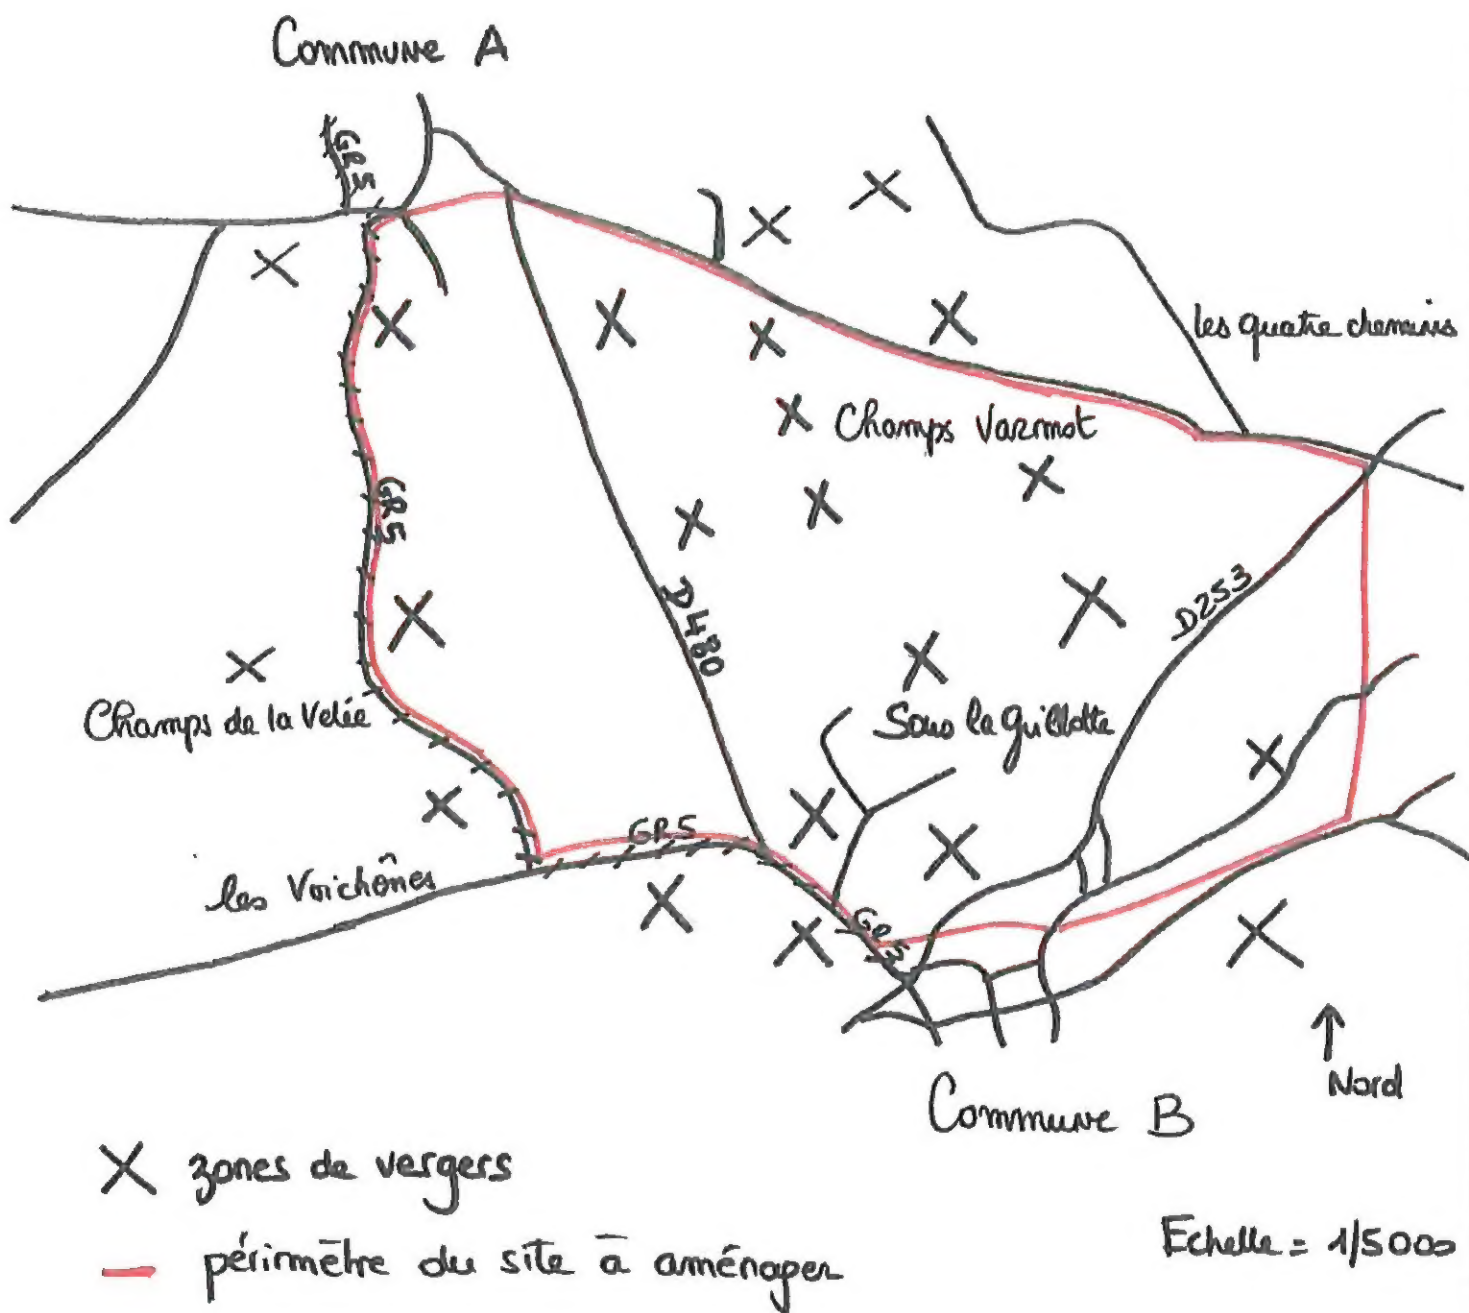 Commune A
GR5
les quatre chemins
Champs Varmot
GR5
D480
D253
Champs de la Velée
Sous la Guillotte
GR5
les Voichônes
GR5
Nord
Commune B
zones de vergers
périmètre du site à aménager
Echelle = 1/5000